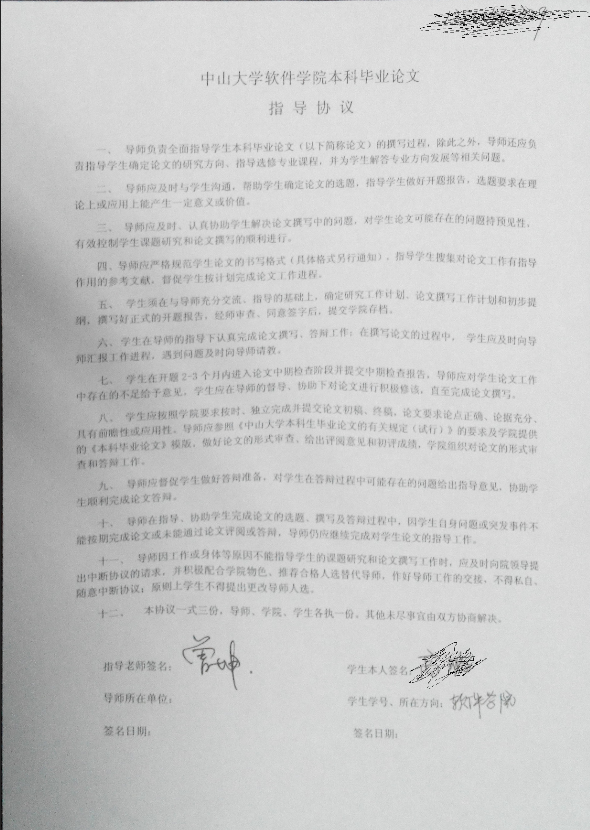 中山大学软件学院本科毕业论文
指 导 协 议
一、 导师负责全面指导学生本科毕业论文（以下简称论文）的撰写过程，除此之外，导师还应负
责指导学生确定论文的研究方向、指导选修专业课程，并为学生解答专业方向发展等相关问题。
二、 导师应及时与学生沟通，帮助学生确定论文的选题，指导学生做好开题报告，选题要求在理
论上或应用上能产生一定意义或价值。
三、 导师应及时、认真协助学生解决论文撰写中的问题，对学生论文可能存在的问题待预见性，
有效控制学生课题研究和论文撰写的顺利进行。
四、导师应严格规范学生论文的书写格式（具体格式另行通知），指导学生搜集对论文工作有指导
作用的参考文献，督促学生按计划完成论文工作进程。
五、 学生须在与导师充分交流、指导的基础上，确定研究工作计划、论文撰写工作计划和初步提
纲，撰写好正式的开题报告，经师审查、同意签字后，提交学院存档。
六、学生在导师的指导下认真完成论文撰写、答辩工作；在撰写论文的过程中， 学生应及时向导
师汇报工作进程，遇到问题及时向导师请教。
七、 学生在开题 2-3 个月内进入论文中期检查阶段并提交中期检查报告，导师应对学生论文工作
中存在的不足给予意见，学生应在导师的督导、协助下对论文进行积极修该，直至完成论文撰写。
八、 学生应按照学院要求按时、独立完成并提交论文初稿、终稿，论文要求论点正确、论据充分、
具有前瞻性或应用性。导师应参照《中山大学本科生毕业论文的有关规定（试行）》的要求及学院提供
的《本科毕业论文》模版，做好论文的形式审查、给出评阅意见和初评成绩，学院组织对论文的形式审
查和答辩工作。
九、 导师应督促学生做好答辩准备，对学生在答辩过程中可能存在的问题给出指导意见，协助学
生顺利完成论文答辩。
十、 导师在指导、协助学生完成论文的选题、撰写及答辩过程中，因学生自身问题或突发事件不
能按期完成论文或未能通过论文评阅或答辩，导师仍应继续完成对学生论文的指导工作。
十一、 导师因工作或身体等原因不能指导学生的课题研究和论文撰写工作时，应及时向院领导提
出中断协议的请求，并积极配合学院物色、推荐合格人选替代导师，作好导师工作的交接，不得私自、
随意中断协议；原则上学生不得提出更改导师人选。
十二、 本协议一式三份，导师、学院、学生各执一份，其他未尽事宜由双方协商解决。
指导老师签名： 曾坤 学生本人签名：
导师所在单位： 学生学号、所在方向：软件学院
签名日期： 签名日期：